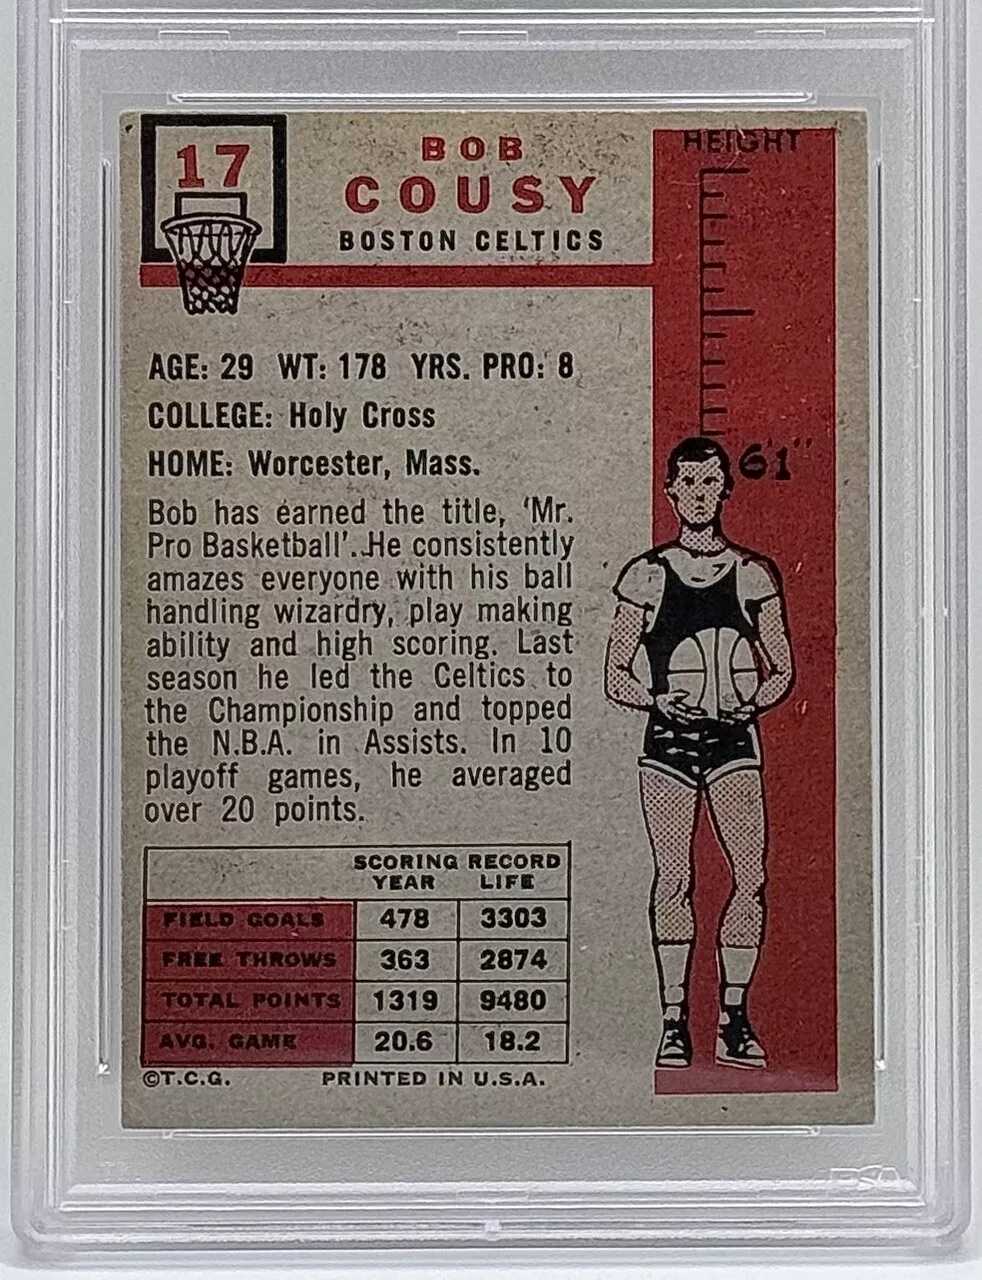 17
BOB
COUSY
BOSTON CELTICS
HEIGHT
6'1"
AGE: 29 WT: 178 YRS. PRO: 8
COLLEGE: Holy Cross
HOME: Worcester, Mass.
Bob has earned the title, 'Mr.
Pro Basketball'. He consistently
amazes everyone with his ball
handling wizardry, play making
ability and high scoring. Last
season he led the Celtics to
the Championship and topped
the N.B.A. in Assists. In 10
playoff games, he averaged
over 20 points.
SCORING RECORD
YEAR LIFE
FIELD GOALS 478 3303
FREE THROWS 363 2874
TOTAL POINTS 1319 9480
AVG. GAME 20.6 18.2
©T.C.G. PRINTED IN U.S.A.
PSA